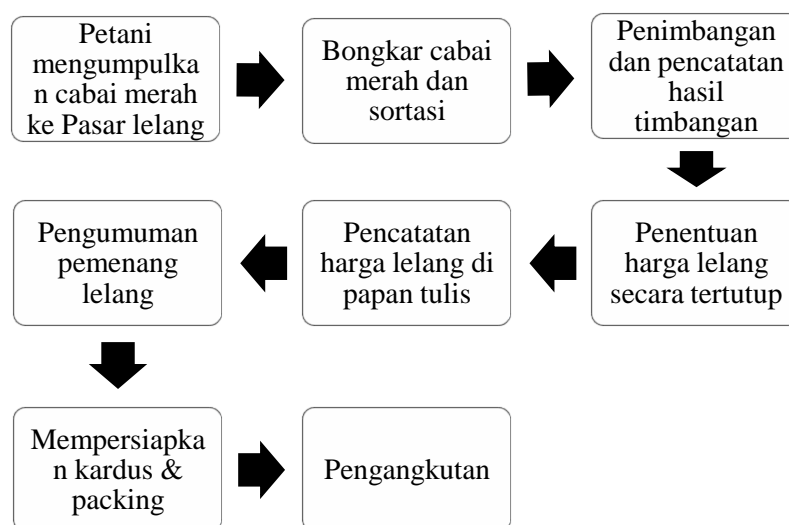 Petani
mengumpulka
n cabai merah
ke Pasar lelang
Bongkar cabai
merah dan
sortasi
Penimbangan
dan pencatatan
hasil
timbangan
Penentuan
harga lelang
secara tertutup
Pencatatan
harga lelang di
papan tulis
Pengumuman
pemenang
lelang
Mempersiapka
n kardus &
packing
Pengangkutan